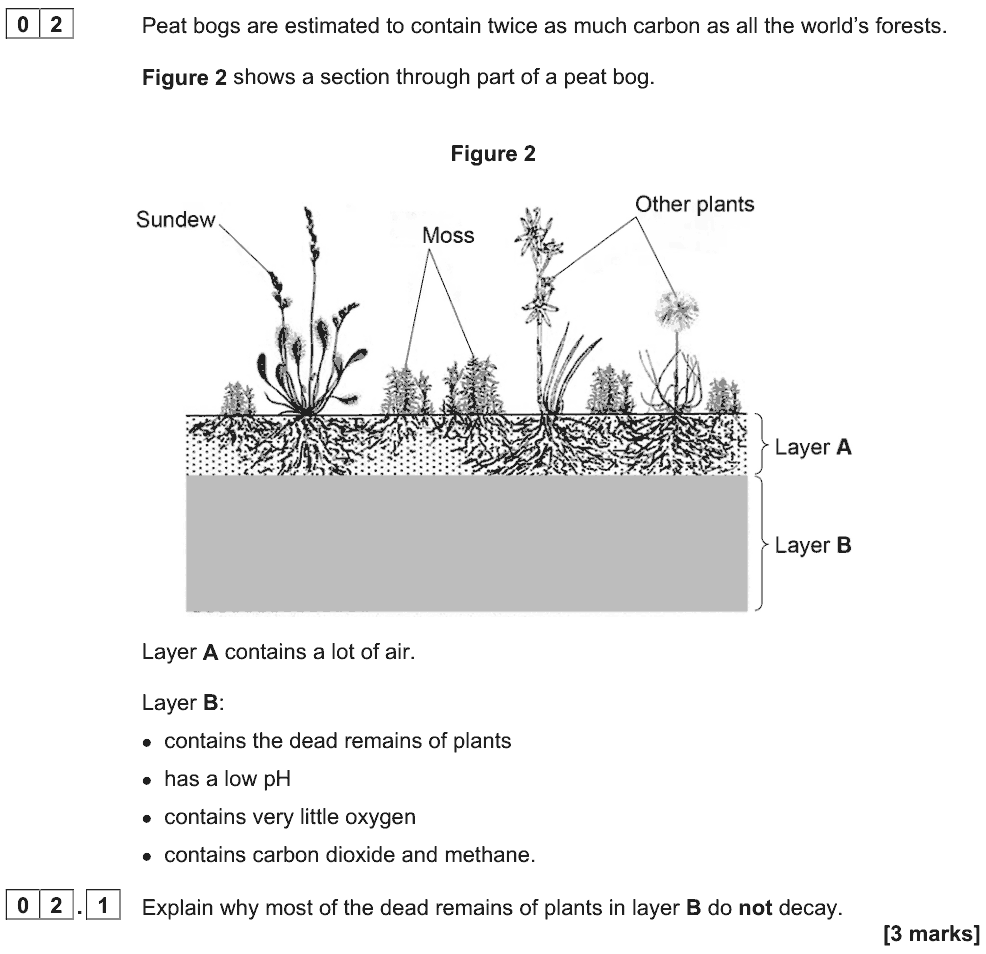 0 2 Peat bogs are estimated to contain twice as much carbon as all the world's forests.
Figure 2 shows a section through part of a peat bog.
Figure 2
Sundew
Moss
Other plants
Layer A
Layer B
Layer A contains a lot of air.
Layer B:
• contains the dead remains of plants
• has a low pH
• contains very little oxygen
• contains carbon dioxide and methane.
0 2 . 1 Explain why most of the dead remains of plants in layer B do not decay.
[3 marks]